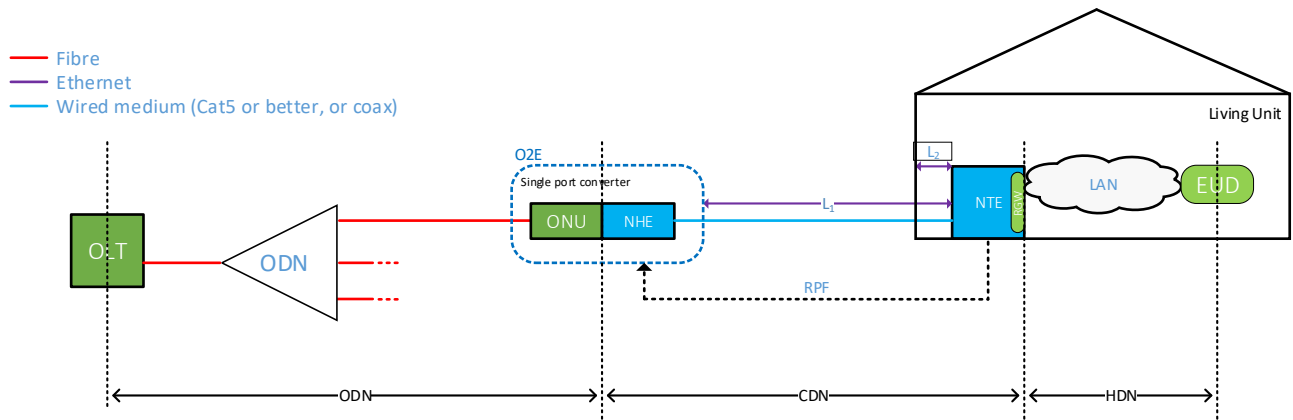 Fibre
Ethernet
Wired medium (Cat5 or better, or coax)
Living Unit
O2E
Single port converter
L2
L1
OLT
ODN
ONU
NHE
NTE
RGW
LAN
EUD
RPF
ODN
CDN
HDN